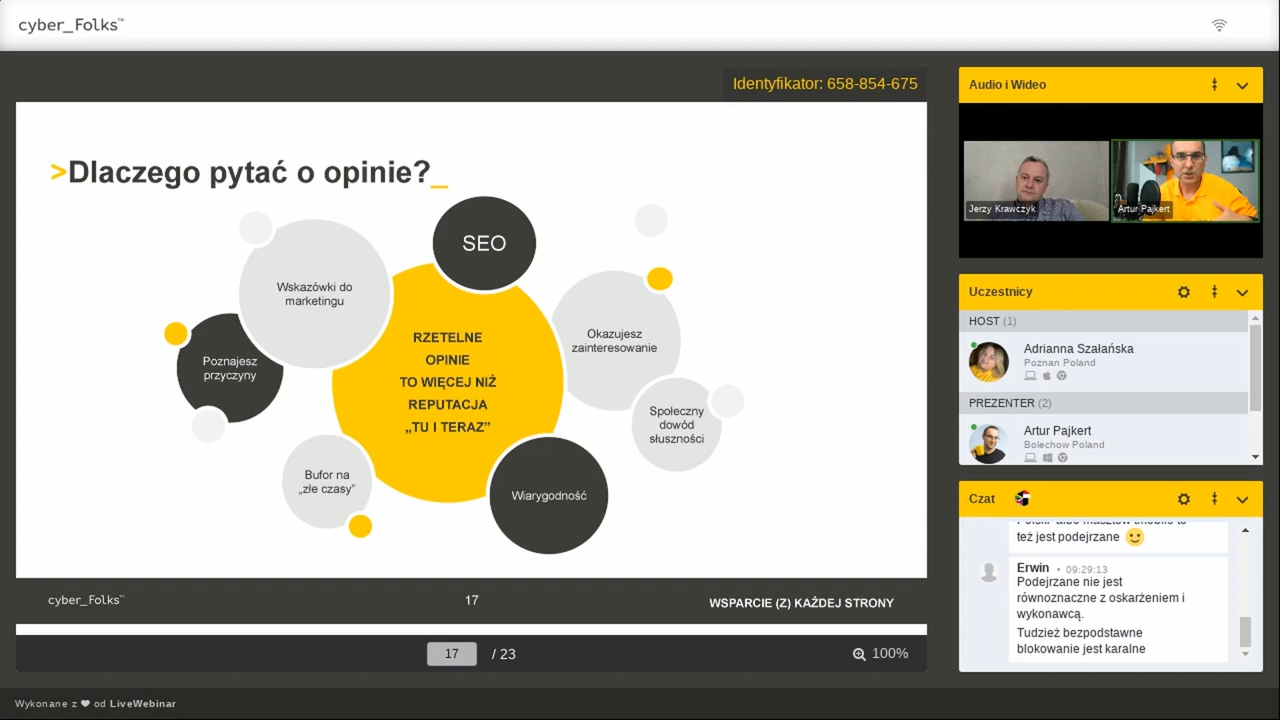 cyber_Folks™
Identyfikator: 658-854-675
>Dlaczego pytać o opinie?_
SEO
Wskazówki do
marketingu
Okazujesz
zainteresowanie
Poznajesz
przyczyny
RZETELNE
OPINIE
TO WIĘCEJ NIŻ
REPUTACJA
„TU I TERAZ”
Społeczny
dowód
słuszności
Bufor na
„złe czasy”
Wiarygodność
cyber_Folks™
17
WSPARCIE (Z) KAŻDEJ STRONY
17 / 23
100%
Audio i Wideo
Jerzy Krawczyk
Artur Pajkert
Uczestnicy
HOST (1)
Adrianna Szałańska
Poznan Poland
PREZENTER (2)
Artur Pajkert
Bolechow Poland
Czat
też jest podejrzane
Erwin • 09:29:13
Podejrzane nie jest
równoznaczne z oskarżeniem i
wykonawcą.
Tudzież bezpodstawne
blokowanie jest karalne
Wykonane z ❤ od LiveWebinar